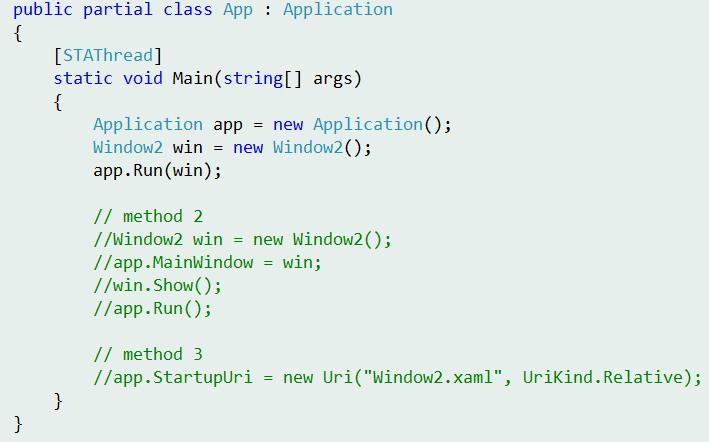 public partial class App : Application
{
    [STAThread]
    static void Main(string[] args)
    {
        Application app = new Application();
        Window2 win = new Window2();
        app.Run(win);

        // method 2
        //Window2 win = new Window2();
        //app.MainWindow = win;
        //win.Show();
        //app.Run();

        // method 3
        //app.StartupUri = new Uri("Window2.xaml", UriKind.Relative);
    }
}